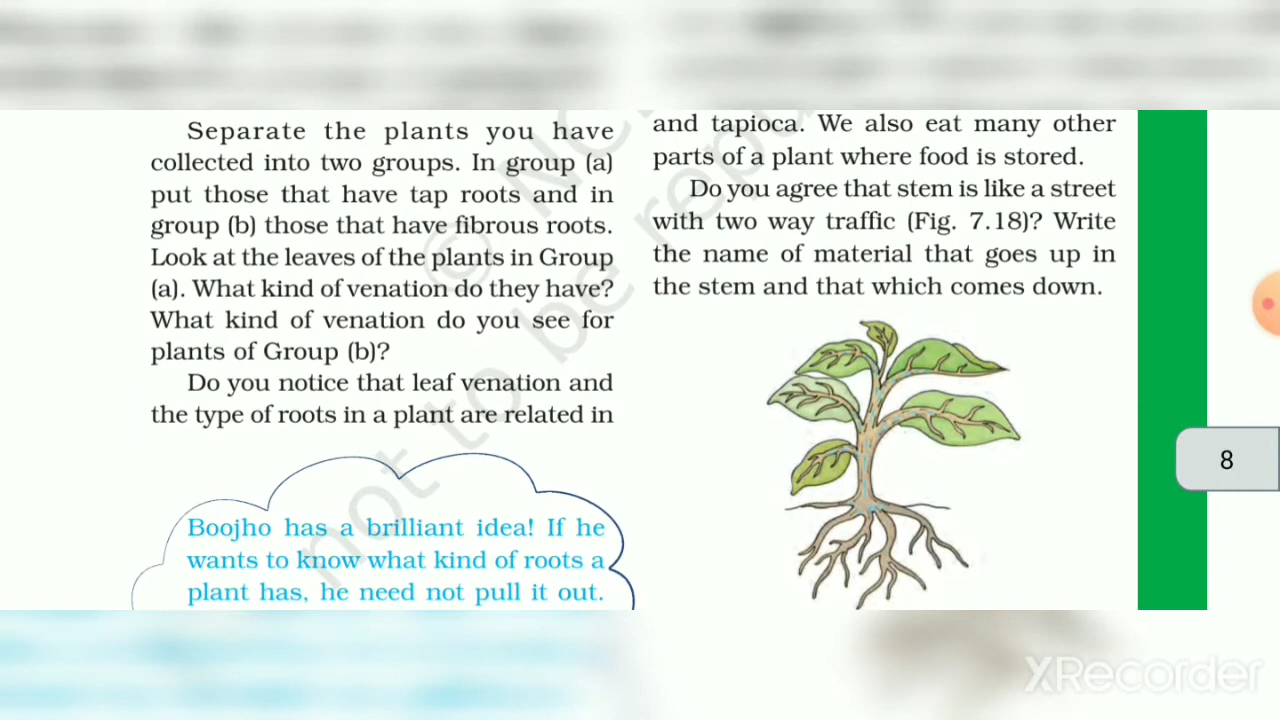 Separate the plants you have
collected into two groups. In group (a)
put those that have tap roots and in
group (b) those that have fibrous roots.
Look at the leaves of the plants in Group
(a). What kind of venation do they have?
What kind of venation do you see for
plants of Group (b)?
Do you notice that leaf venation and
the type of roots in a plant are related in
Boojho has a brilliant idea! If he
wants to know what kind of roots a
plant has, he need not pull it out.
and tapioca. We also eat many other
parts of a plant where food is stored.
Do you agree that stem is like a street
with two way traffic (Fig. 7.18)? Write
the name of material that goes up in
the stem and that which comes down.
8
not to be repu
© NC
XRecorder